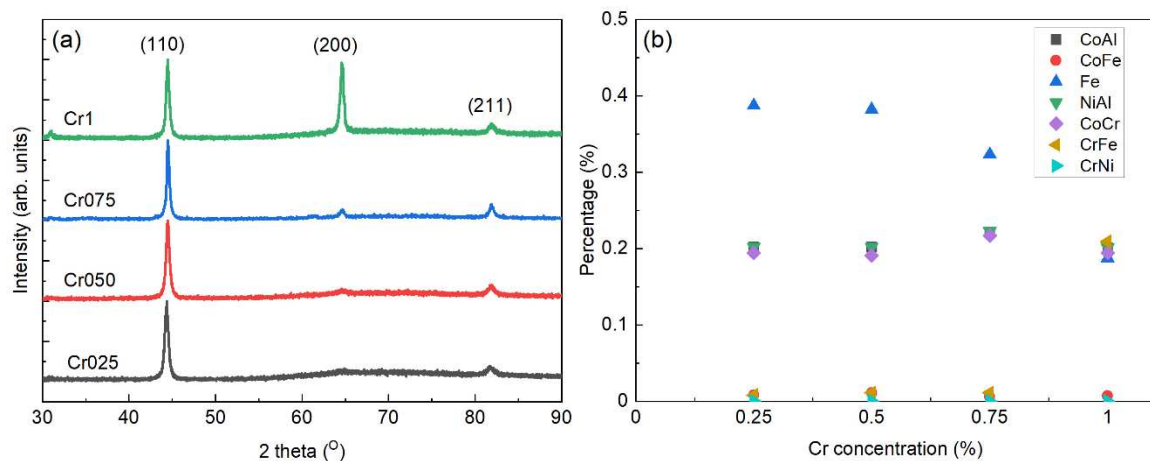 (a)
(110)
(200)
(211)
Cr1
Cr075
Cr050
Cr025
Intensity (arb. units)
30 40 50 60 70 80 90
2 theta (O)
(b)
CoAl
CoFe
Fe
NiAl
CoCr
CrFe
CrNi
0.5
0.4
0.3
0.2
0.1
0
Percentage (%)
0 0.25 0.5 0.75 1
Cr concentration (%)